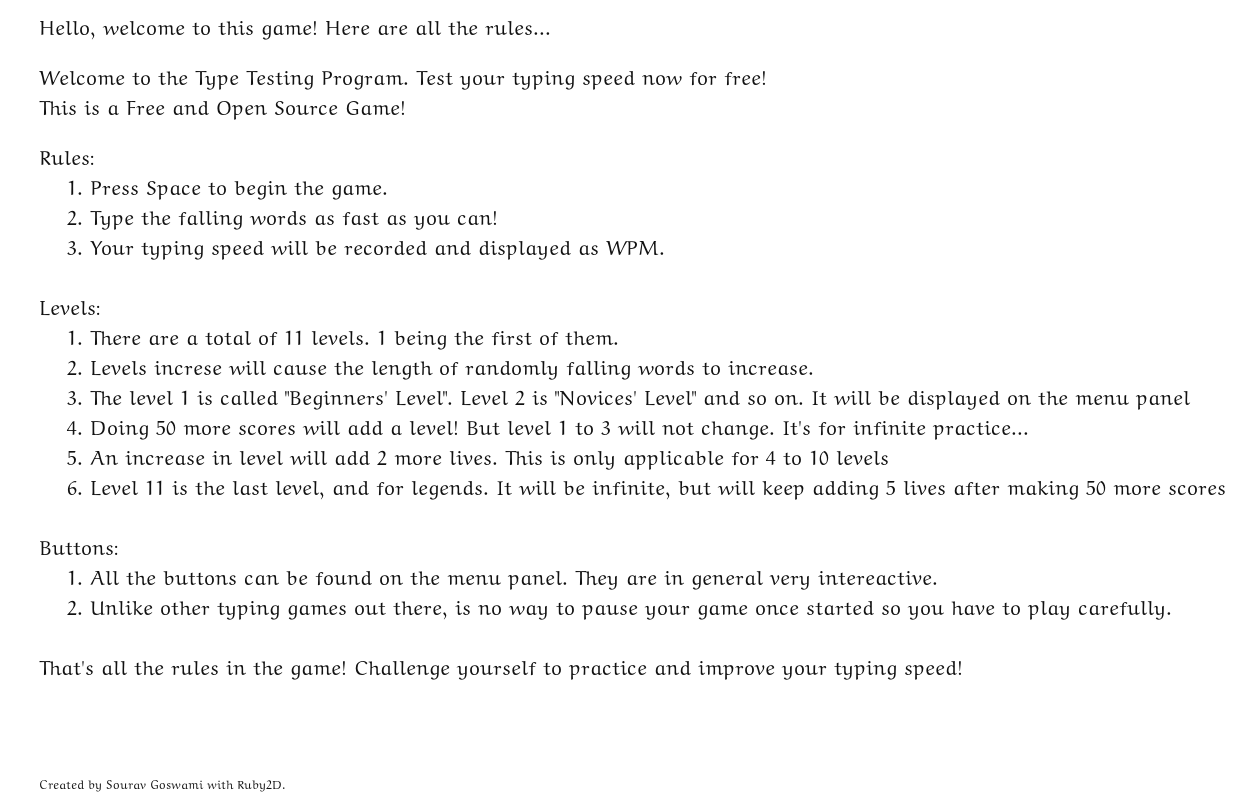 Hello, welcome to this game! Here are all the rules...
Welcome to the Type Testing Program. Test your typing speed now for free!
This is a Free and Open Source Game!
Rules:
1. Press Space to begin the game.
2. Type the falling words as fast as you can!
3. Your typing speed will be recorded and displayed as WPM.
Levels:
1. There are a total of 11 levels. 1 being the first of them.
2. Levels increse will cause the length of randomly falling words to increase.
3. The level 1 is called "Beginners' Level". Level 2 is "Novices' Level" and so on. It will be displayed on the menu panel
4. Doing 50 more scores will add a level! But level 1 to 3 will not change. It's for infinite practice...
5. An increase in level will add 2 more lives. This is only applicable for 4 to 10 levels
6. Level 11 is the last level, and for legends. It will be infinite, but will keep adding 5 lives after making 50 more scores
Buttons:
1. All the buttons can be found on the menu panel. They are in general very intereactive.
2. Unlike other typing games out there, is no way to pause your game once started so you have to play carefully.
That's all the rules in the game! Challenge yourself to practice and improve your typing speed!
Created by Sourav Goswami with Ruby2D.